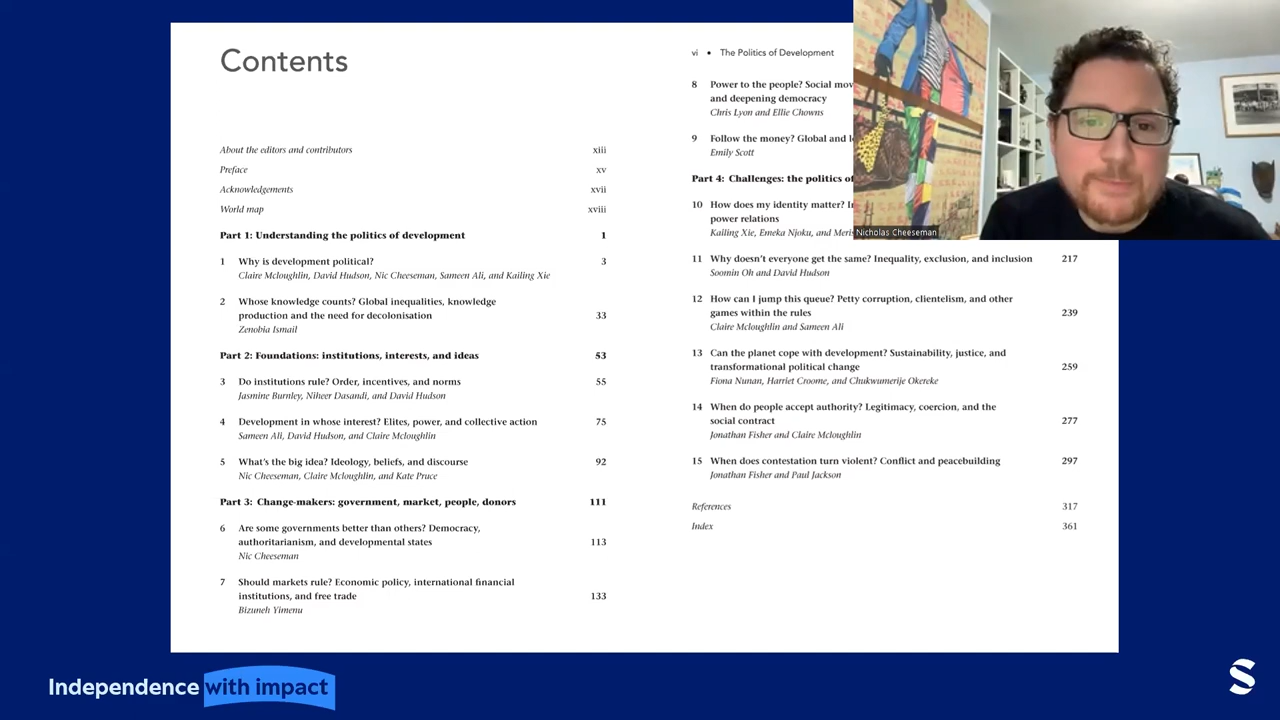 Contents
About the editors and contributors xiii
Preface xv
Acknowledgements xvii
World map xviii
Part 1: Understanding the politics of development 1
1 Why is development political? 3
Claire Mcloughlin, David Hudson, Nic Cheeseman, Sameen Ali, and Kailing Xie
2 Whose knowledge counts? Global inequalities, knowledge
production and the need for decolonisation 33
Zenobia Ismail
Part 2: Foundations: institutions, interests, and ideas 53
3 Do institutions rule? Order, incentives, and norms 55
Jasmine Burnley, Niheer Dasandi, and David Hudson
4 Development in whose interest? Elites, power, and collective action 75
Sameen Ali, David Hudson, and Claire Mcloughlin
5 What's the big idea? Ideology, beliefs, and discourse 92
Nic Cheeseman, Claire Mcloughlin, and Kate Pruce
Part 3: Change-makers: government, market, people, donors 111
6 Are some governments better than others? Democracy,
authoritarianism, and developmental states 113
Nic Cheeseman
7 Should markets rule? Economic policy, international financial
institutions, and free trade 133
Bizuneh Yimenu
vi • The Politics of Development
8 Power to the people? Social
and deepening democracy
Chris Lyon and Ellie Chowns
9 Follow the money? Global and
Emily Scott
Part 4: Challenges: the politics of
10 How does my identity matter?
power relations
Kailing Xie, Emeka Njoku, and
11 Why doesn't everyone get the same? Inequality, exclusion, and inclusion 217
Soomin Oh and David Hudson
12 How can I jump this queue? Petty corruption, clientelism, and other
games within the rules 239
Claire Mcloughlin and Sameen Ali
13 Can the planet cope with development? Sustainability, justice, and
transformational political change 259
Fiona Nunan, Harriet Croome, and Chukwumerije Okereke
14 When do people accept authority? Legitimacy, coercion, and the
social contract 277
Jonathan Fisher and Claire Mcloughlin
15 When does contestation turn violent? Conflict and peacebuilding 297
Jonathan Fisher and Paul Jackson
References 317
Index 361
Nicholas Cheeseman
Independence with impact
S